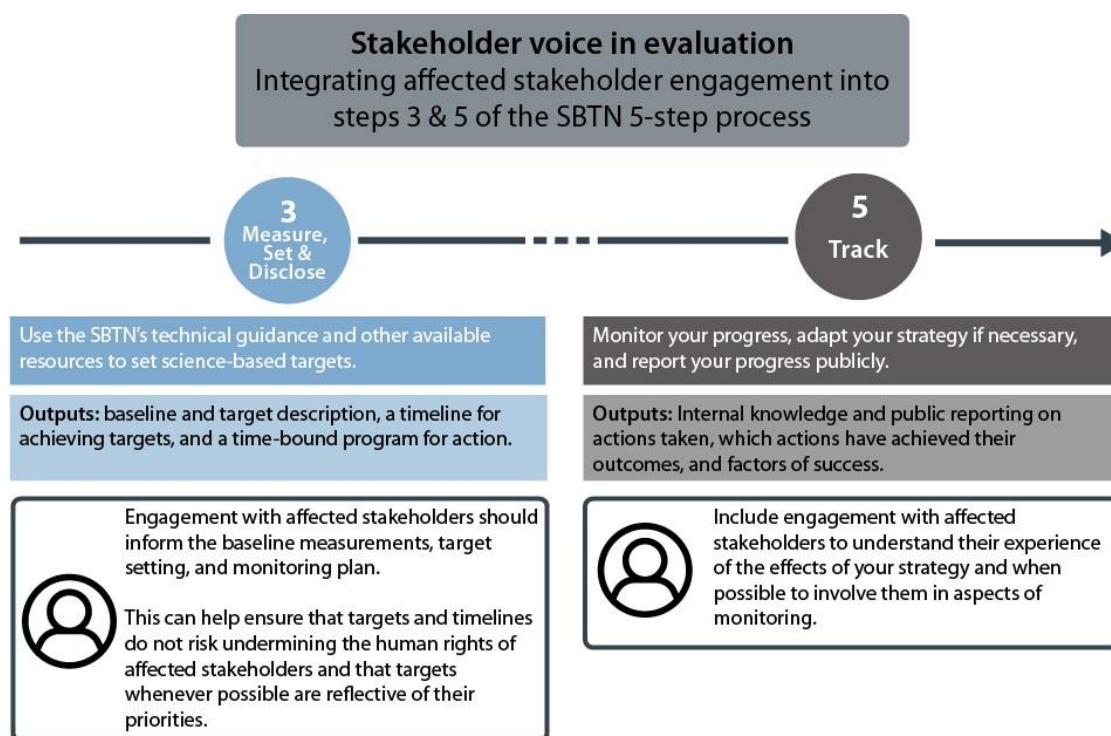 Stakeholder voice in evaluation
Integrating affected stakeholder engagement into
steps 3 & 5 of the SBTN 5-step process
3
Measure,
Set &
Disclose
5
Track
Use the SBTN's technical guidance and other available
resources to set science-based targets.
Outputs: baseline and target description, a timeline for
achieving targets, and a time-bound program for action.
Engagement with affected stakeholders should
inform the baseline measurements, target
setting, and monitoring plan.
This can help ensure that targets and timelines
do not risk undermining the human rights of
affected stakeholders and that targets
whenever possible are reflective of their
priorities.
Monitor your progress, adapt your strategy if necessary,
and report your progress publicly.
Outputs: Internal knowledge and public reporting on
actions taken, which actions have achieved their
outcomes, and factors of success.
Include engagement with affected
stakeholders to understand their experience
of the effects of your strategy and when
possible to involve them in aspects of
monitoring.